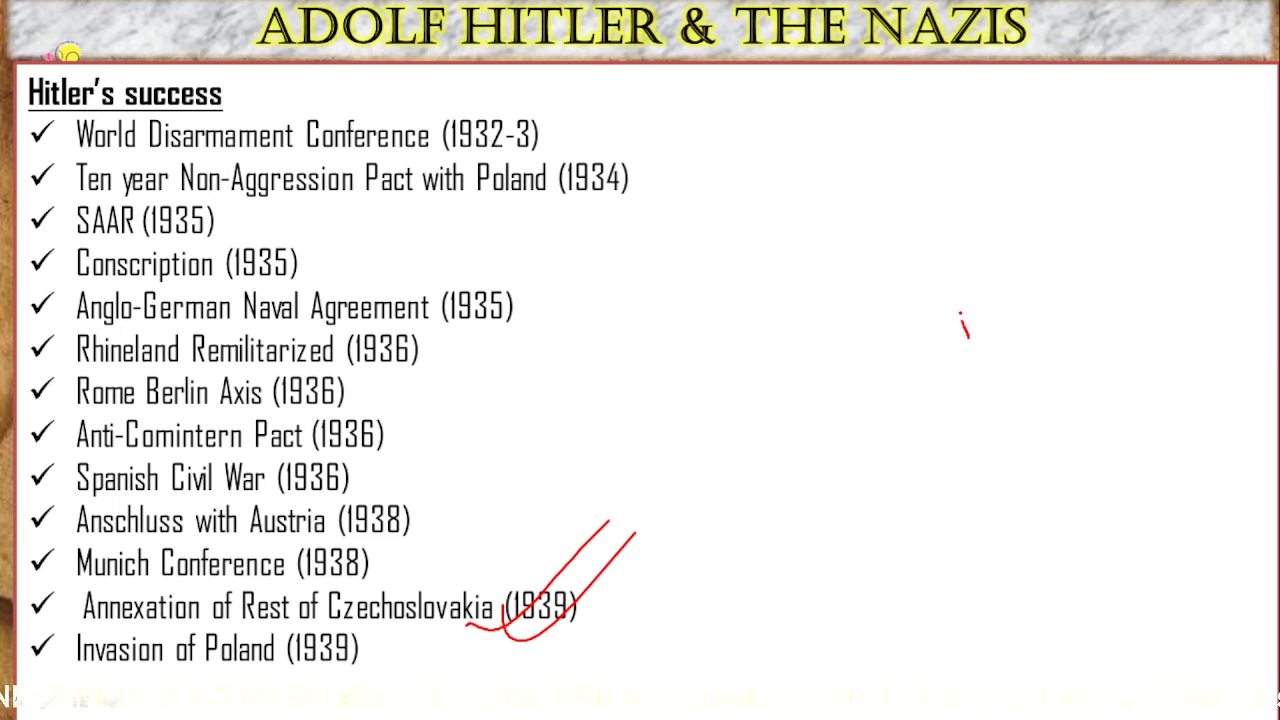 ADOLF HITLER & THE NAZIS
Hitler's success
✓ World Disarmament Conference (1932-3)
✓ Ten year Non-Aggression Pact with Poland (1934)
✓ SAAR (1935)
✓ Conscription (1935)
✓ Anglo-German Naval Agreement (1935)
✓ Rhineland Remilitarized (1936)
✓ Rome Berlin Axis (1936)
✓ Anti-Comintern Pact (1936)
✓ Spanish Civil War (1936)
✓ Anschluss with Austria (1938)
✓ Munich Conference (1938)
✓ Annexation of Rest of Czechoslovakia (1939)
✓ Invasion of Poland (1939)